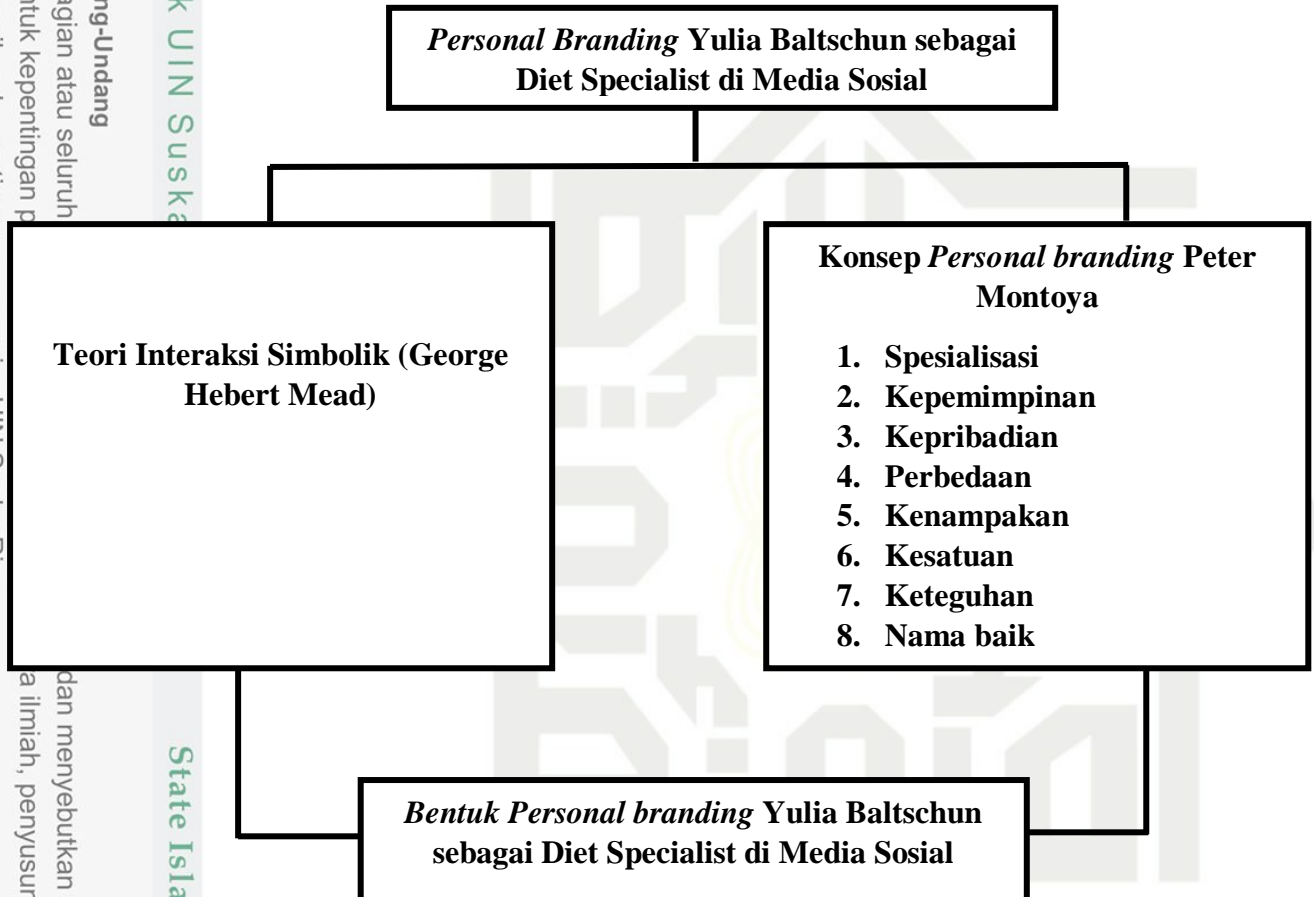 Personal Branding Yulia Baltschun sebagai
Diet Specialist di Media Sosial
Teori Interaksi Simbolik (George
Hebert Mead)
Konsep Personal branding Peter
Montoya
1. Spesialisasi
2. Kepemimpinan
3. Kepribadian
4. Perbedaan
5. Kenampakan
6. Kesatuan
7. Keteguhan
8. Nama baik
Bentuk Personal branding Yulia Baltschun
sebagai Diet Specialist di Media Sosial
k UIN Suska
State Isla
ng-Undang
agian atau seluruh
dan menyebutkan
ntuk kepentingan p
a ilmiah, penyusun